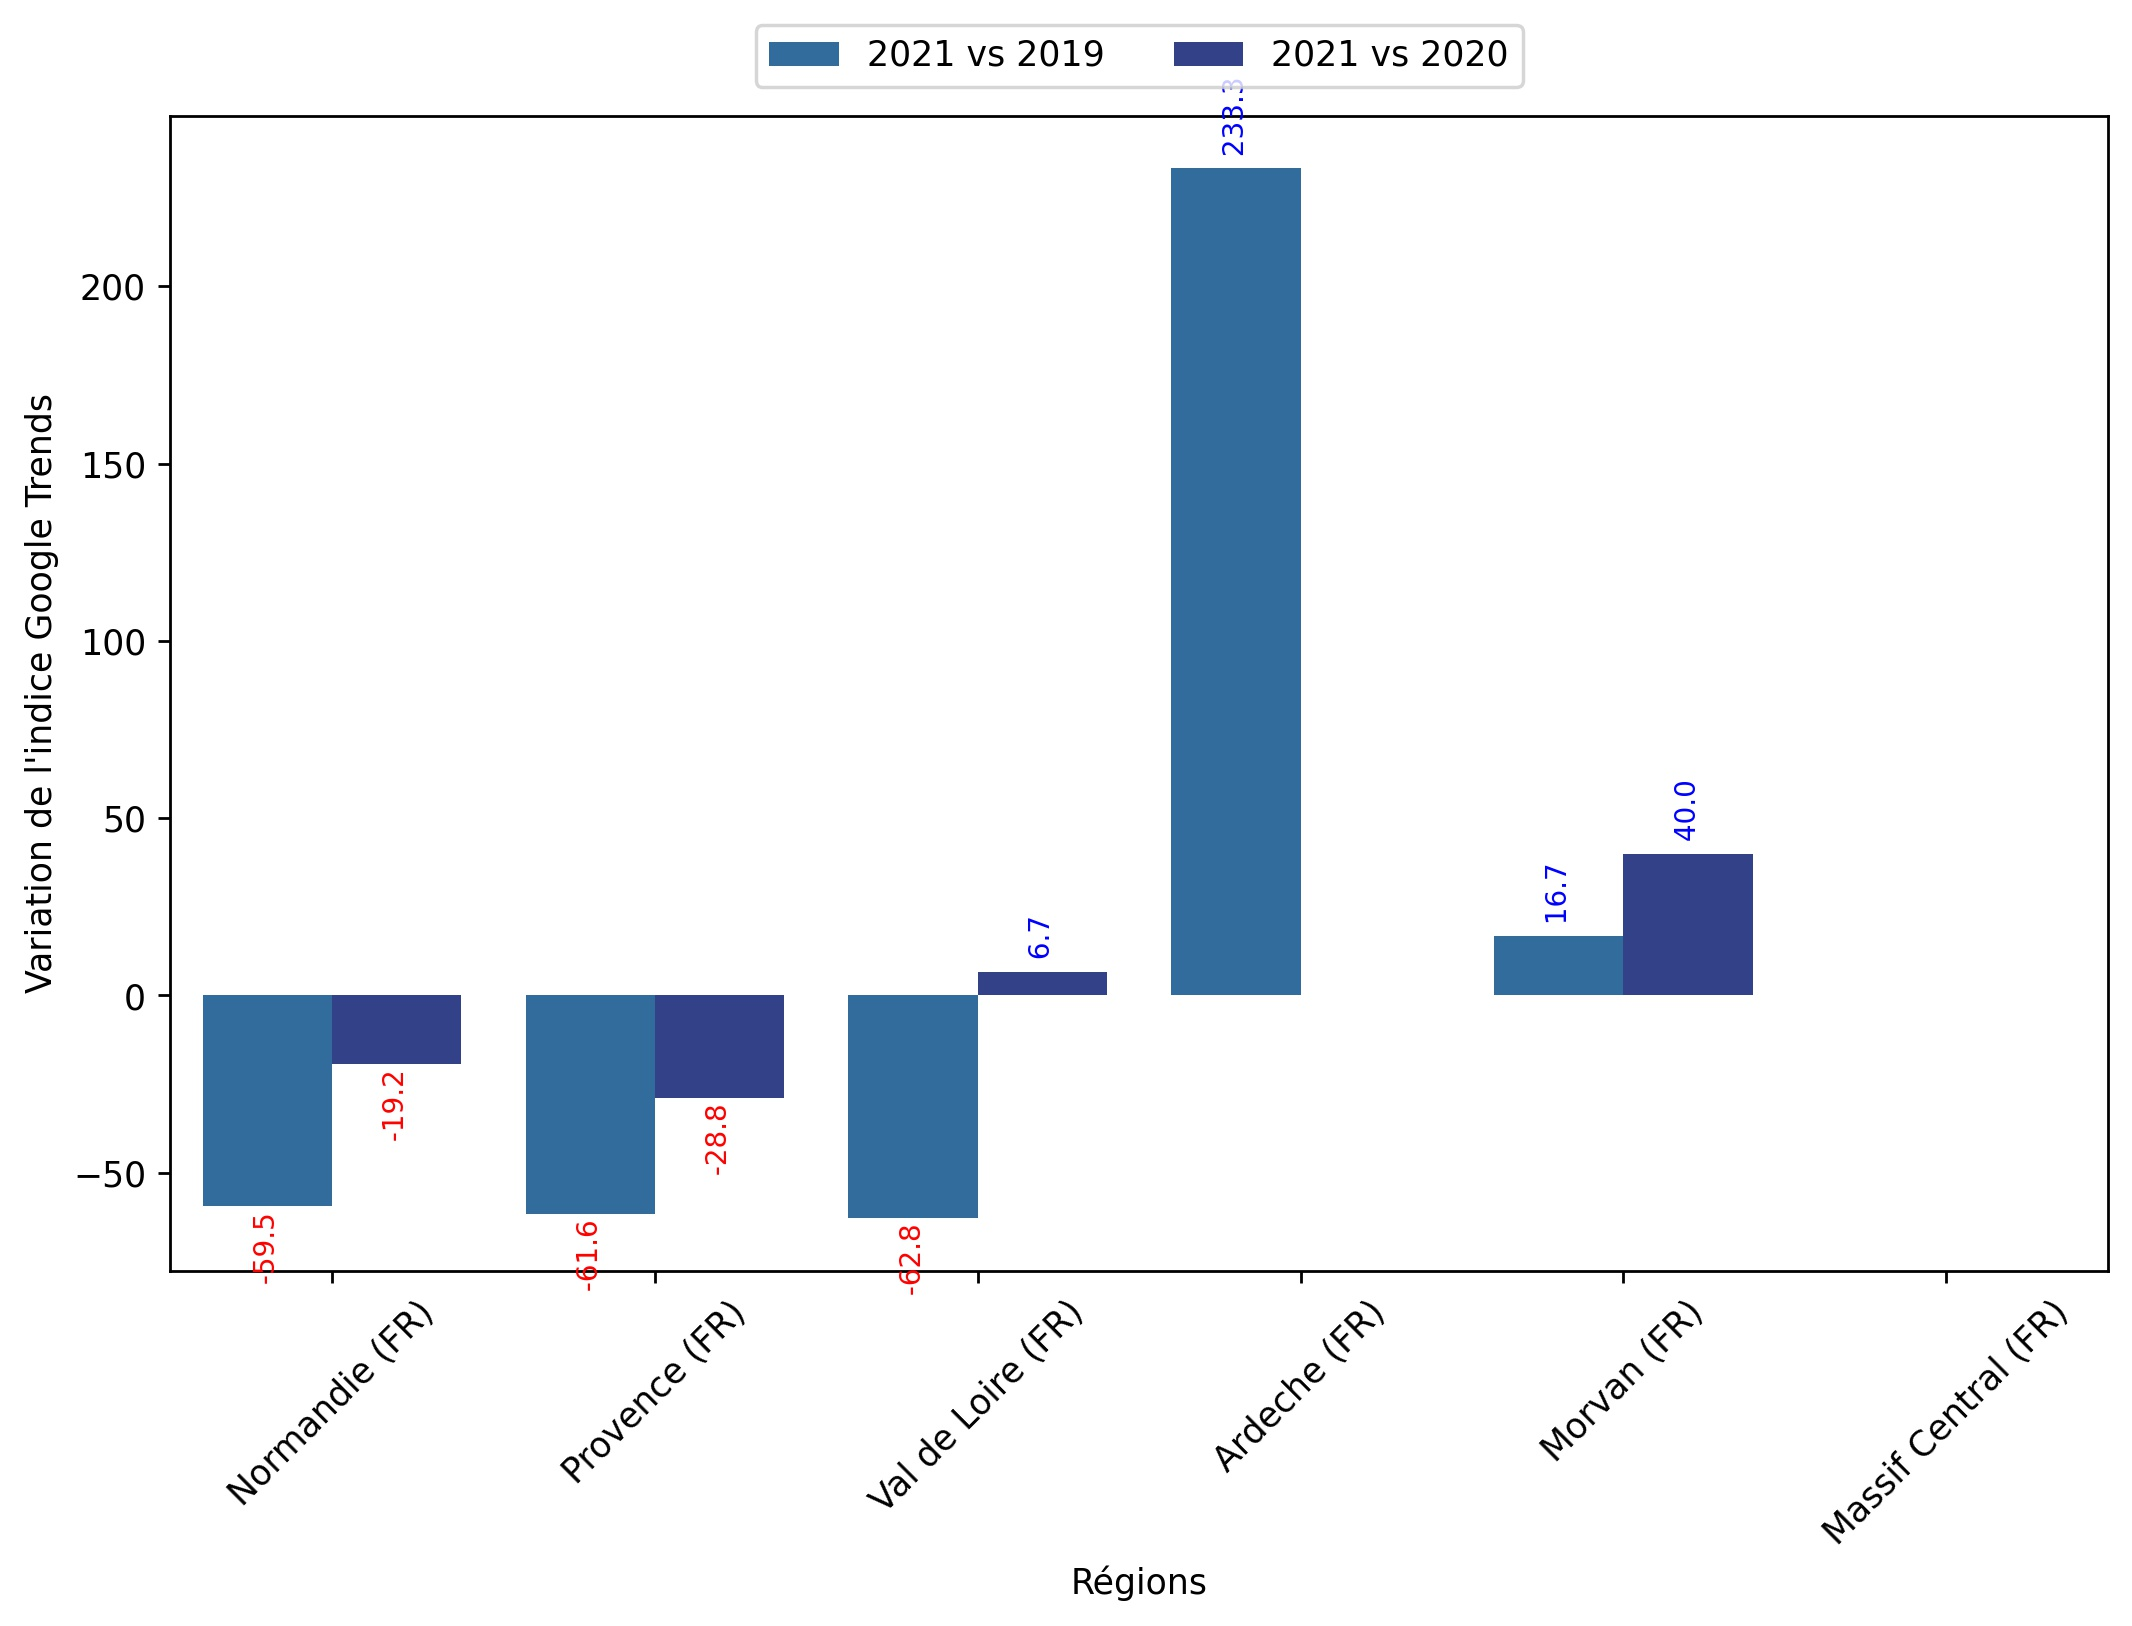 2021 vs 2019
2021 vs 2020
Variation de l'indice Google Trends
200
150
100
50
0
−50
-59.5
-19.2
-61.6
-28.8
-62.8
6.7
233.3
16.7
40.0
Normandie (FR)
Provence (FR)
Val de Loire (FR)
Ardeche (FR)
Morvan (FR)
Massif Central (FR)
Régions